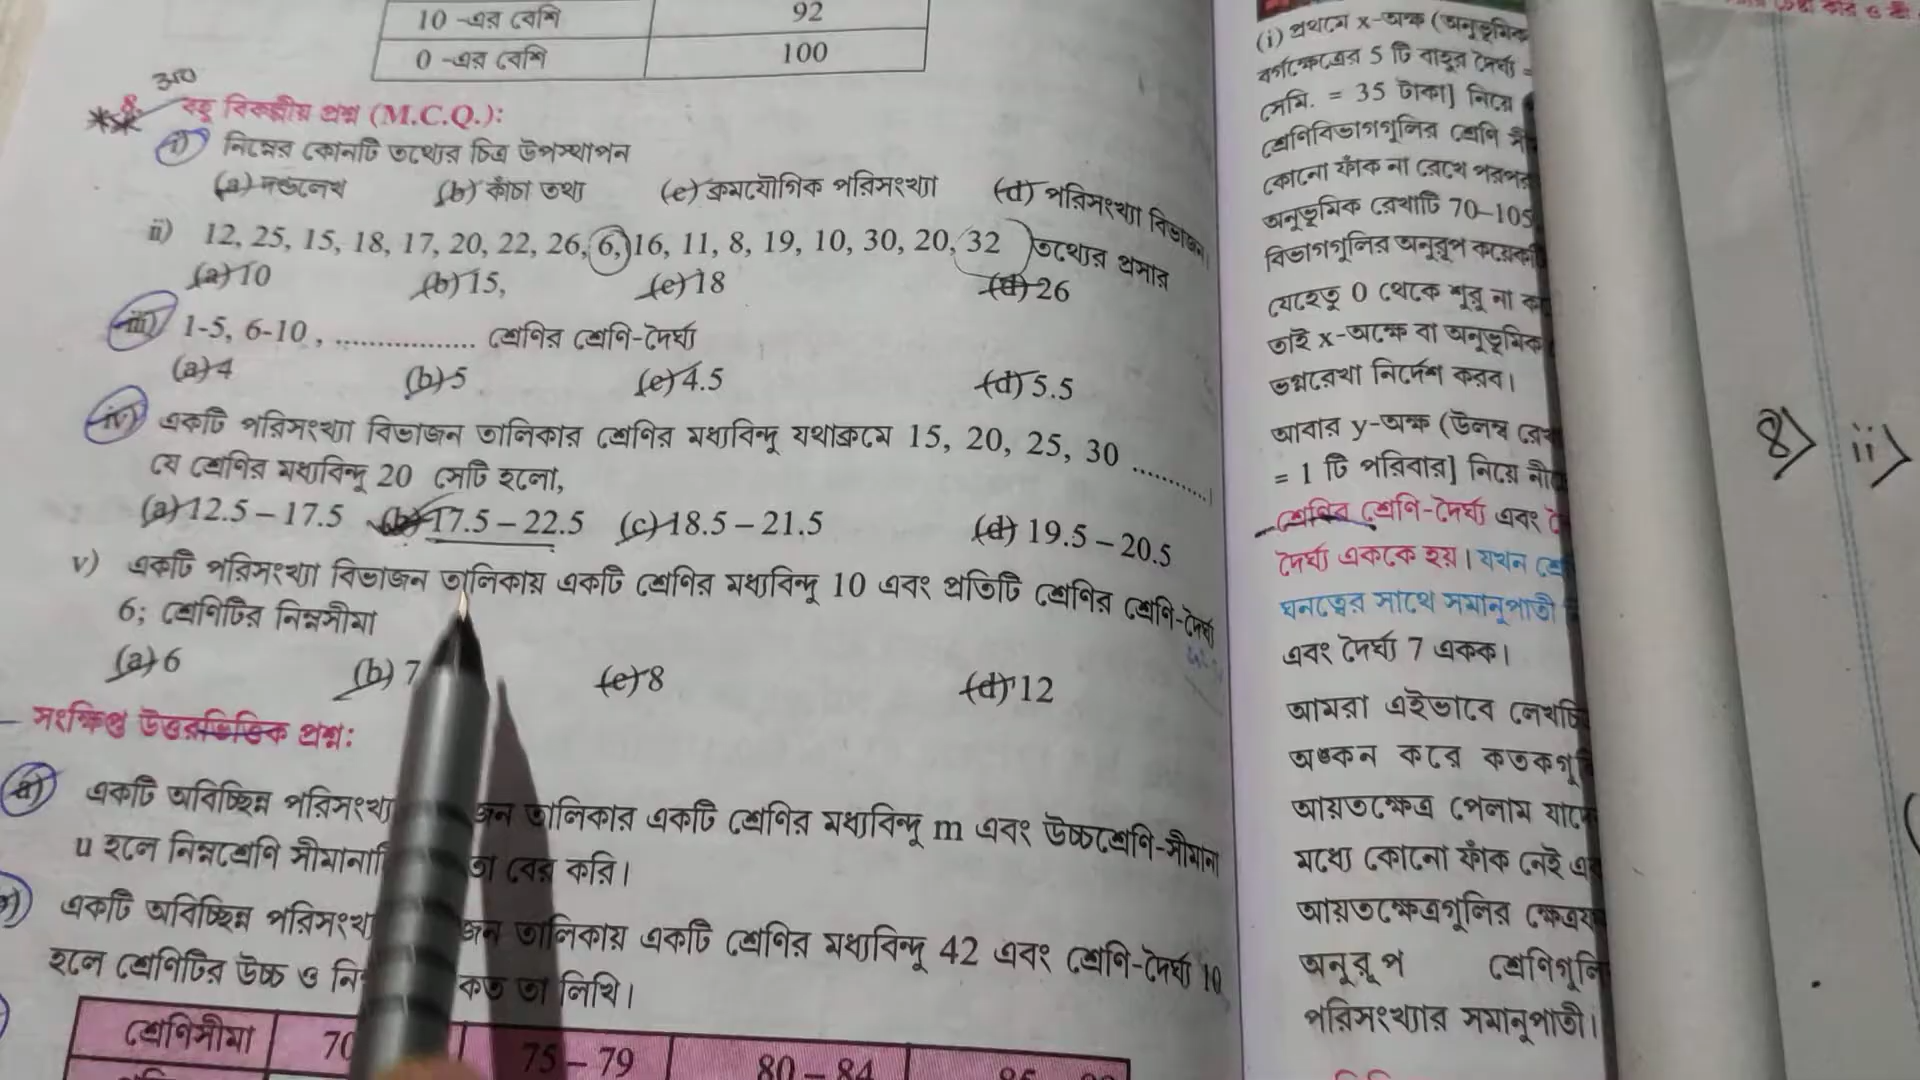 10 -এর বেশি 92
0 -এর বেশি 100
8. বহু বিকল্পীয় প্রশ্ন (M.C.Q.):
i) নিম্নের কোনটি তথ্যের চিত্র উপস্থাপন
(a) দন্ডলেখ (b) কাঁচা তথ্য (c) ক্রমযৌগিক পরিসংখ্যা (d) পরিসংখ্যা বিভাজন।
ii) 12, 25, 15, 18, 17, 20, 22, 26, 6, 16, 11, 8, 19, 10, 30, 20, 32 তথ্যের প্রসার
(a) 10 (b) 15, (c) 18 (d) 26
iii) 1-5, 6-10, ................. শ্রেণির শ্রেণি-দৈর্ঘ্য
(a) 4 (b) 5 (c) 4.5 (d) 5.5
iv) একটি পরিসংখ্যা বিভাজন তালিকার শ্রেণির মধ্যবিন্দু যথাক্রমে 15, 20, 25, 30 ..........।
যে শ্রেণির মধ্যবিন্দু 20 সেটি হলো,
(a) 12.5 – 17.5 (b) 17.5 – 22.5 (c) 18.5 – 21.5 (d) 19.5 – 20.5
v) একটি পরিসংখ্যা বিভাজন তালিকায় একটি শ্রেণির মধ্যবিন্দু 10 এবং প্রতিটি শ্রেণির শ্রেণি-দৈর্ঘ্য
6; শ্রেণিটির নিম্নসীমা
(a) 6 (b) 7 (c) 8 (d) 12
সংক্ষিপ্ত উত্তরভিত্তিক প্রশ্ন:
একটি অবিচ্ছিন্ন তালিকার একটি শ্রেণির মধ্যবিন্দু m এবং উচ্চশ্রেণি-সীমানা
u হলে নিম্নশ্রেণি তা বের করি।
একটি অবিচ্ছিন্ন তালিকায় একটি শ্রেণির মধ্যবিন্দু 42 এবং শ্রেণি-দৈর্ঘ্য 10
হলে শ্রেণিটির উচ্চ ও কত তা লিখি।
শ্রেণিসীমা 70 75 – 79 80 – 84
(i) প্রথমে x-অক্ষ (অনুভূমিক
বর্গক্ষেত্রের 5 টি বাহুর দৈর্ঘ্য =
সেমি. = 35 টাকা] নিয়ে
শ্রেণিবিভাগগুলির শ্রেণি
কোনো ফাঁক না রেখে পরপর
অনুভূমিক রেখাটি 70–105
বিভাগগুলির অনুরূপ
যেহেতু 0 থেকে শুরু না
তাই x-অক্ষে বা অনুভূমিক
ভগ্নরেখা নির্দেশ করব।
আবার y-অক্ষ (উলম্ব
= 1 টি পরিবার] নিয়ে
শ্রেণির শ্রেণি-দৈর্ঘ্য এবং
দৈর্ঘ্য এককে হয়। যখন
ঘনত্বের সাথে সমানুপাতী
এবং দৈর্ঘ্য 7 একক।
আমরা এইভাবে
অঙ্কন করে
আয়তক্ষেত্র পেলাম
মধ্যে কোনো ফাঁক নেই
আয়তক্ষেত্রগুলির
অনুরূপ
পরিসংখ্যার সমানুপাতী।
8) ii)